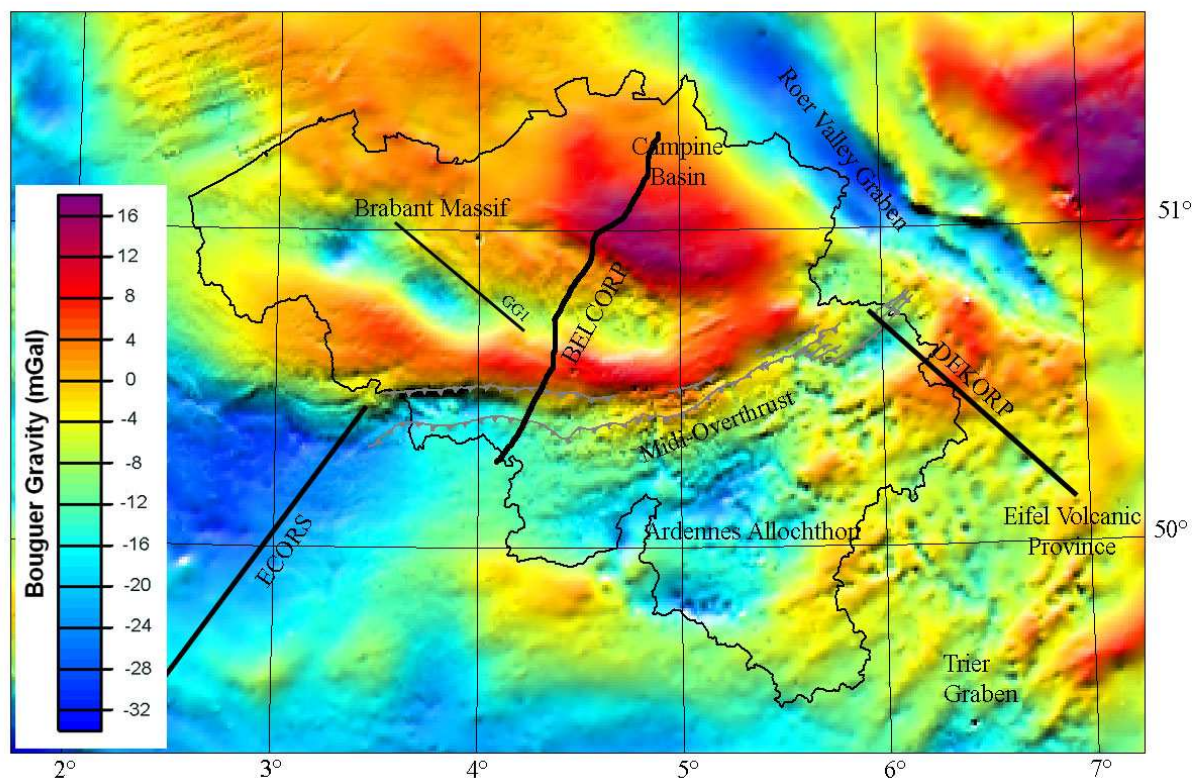 Roer Valley Graben
Campine
Basin
Brabant Massif
51°
GG1
BELCORP
DEKORP
Midi-Overthrust
Bouguer Gravity (mGal)
16
12
8
4
0
-4
-8
-12
-16
-20
-24
-28
-32
Eifel Volcanic
Province
50°
Ardennes Allochthon
ECORS
Trier
Graben
2°
3°
4°
5°
6°
7°